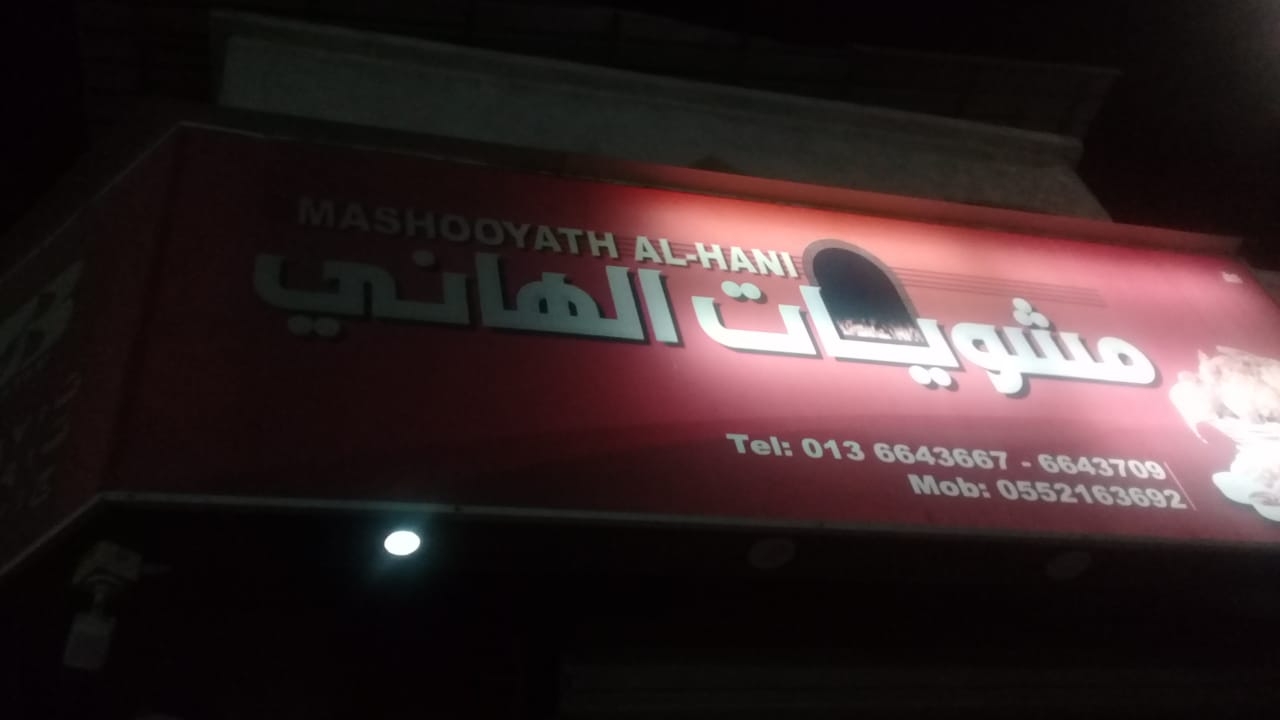 MASHOOYATH AL-HANI
مشويات الهاني
Tel: 013 6643667 - 6643709
Mob: 0552163692